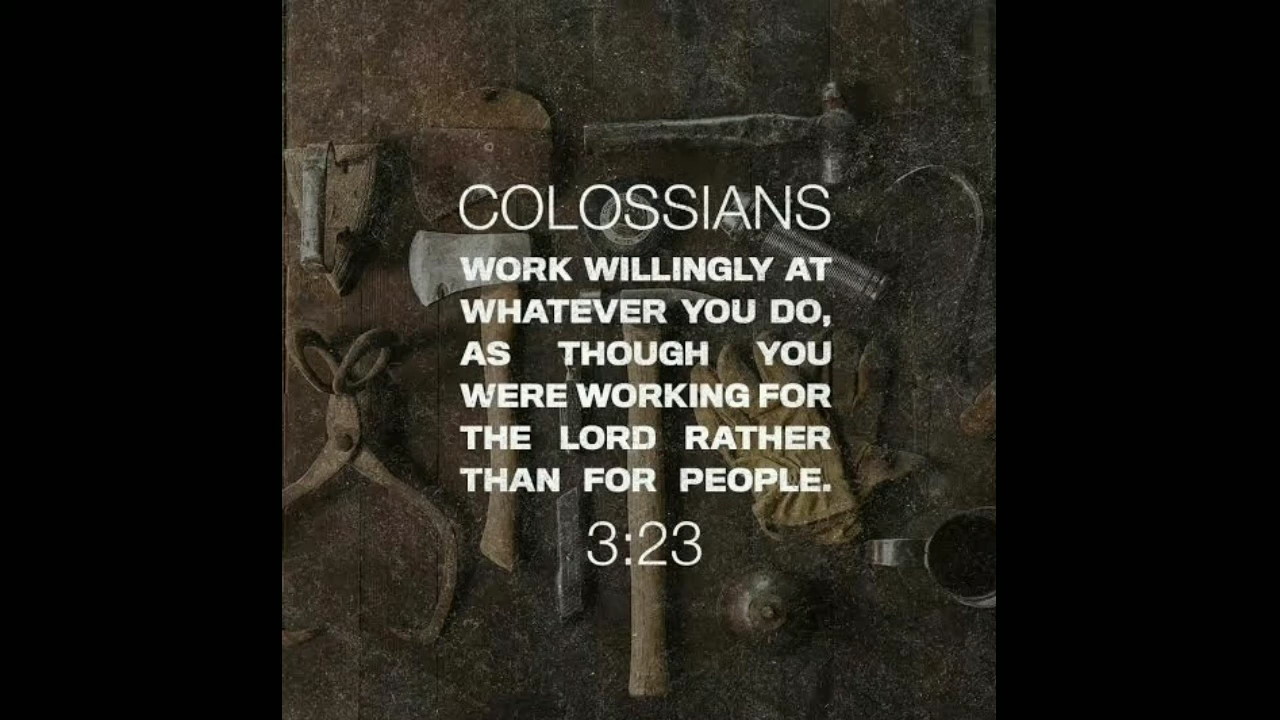 COLOSSIANS
WORK WILLINGLY AT
WHATEVER YOU DO,
AS THOUGH YOU
WERE WORKING FOR
THE LORD RATHER
THAN FOR PEOPLE.
3:23